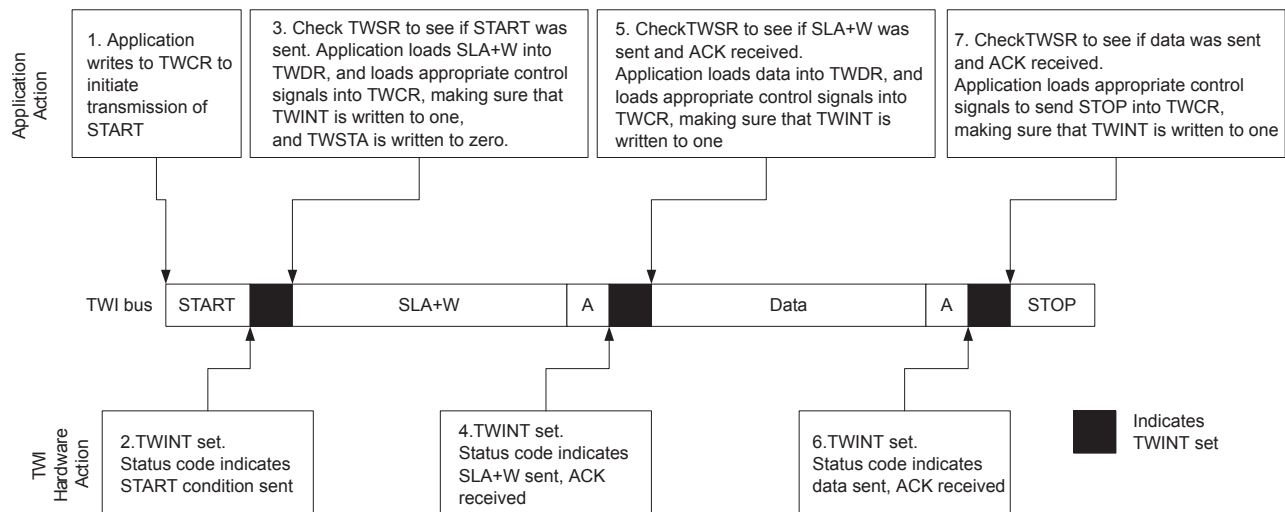 Application
Action
1. Application
writes to TWCR to
initiate
transmission of
START
3. Check TWSR to see if START was
sent. Application loads SLA+W into
TWDR, and loads appropriate control
signals into TWCR, making sure that
TWINT is written to one,
and TWSTA is written to zero.
5. CheckTWSR to see if SLA+W was
sent and ACK received.
Application loads data into TWDR, and
loads appropriate control signals into
TWCR, making sure that TWINT is
written to one
7. CheckTWSR to see if data was sent
and ACK received.
Application loads appropriate control
signals to send STOP into TWCR,
making sure that TWINT is written to one
TWI bus
START
SLA+W
A
Data
A
STOP
TWI
Hardware
Action
2.TWINT set.
Status code indicates
START condition sent
4.TWINT set.
Status code indicates
SLA+W sent, ACK
received
6.TWINT set.
Status code indicates
data sent, ACK received
Indicates
TWINT set